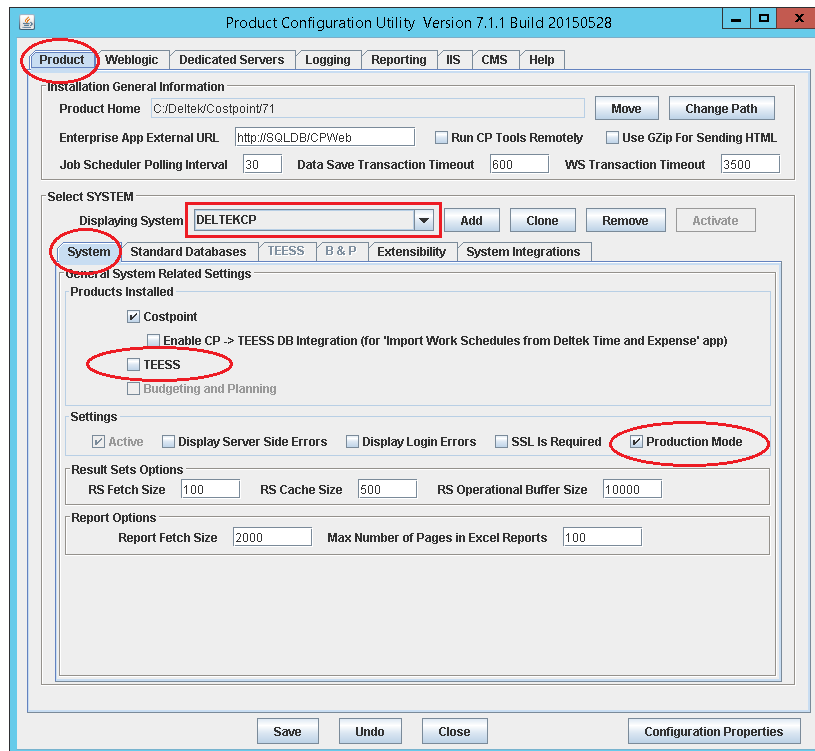 Product Configuration Utility Version 7.1.1 Build 20150528
Product Weblogic Dedicated Servers Logging Reporting IIS CMS Help
Installation General Information
Product Home C:/Deltek/Costpoint/71 Move Change Path
Enterprise App External URL http://SQLDB/CPWeb Run CP Tools Remotely Use GZip For Sending HTML
Job Scheduler Polling Interval 30 Data Save Transaction Timeout 600 WS Transaction Timeout 3500
Select SYSTEM
Displaying System DELTEKCP Add Clone Remove Activate
System Standard Databases TEESS B & P Extensibility System Integrations
General System Related Settings
Products Installed
Costpoint
Enable CP -> TEESS DB Integration (for 'Import Work Schedules from Deltek Time and Expense' app)
TEESS
Budgeting and Planning
Settings
Active Display Server Side Errors Display Login Errors SSL Is Required Production Mode
Result Sets Options
RS Fetch Size 100 RS Cache Size 500 RS Operational Buffer Size 10000
Report Options
Report Fetch Size 2000 Max Number of Pages in Excel Reports 100
Save Undo Close Configuration Properties